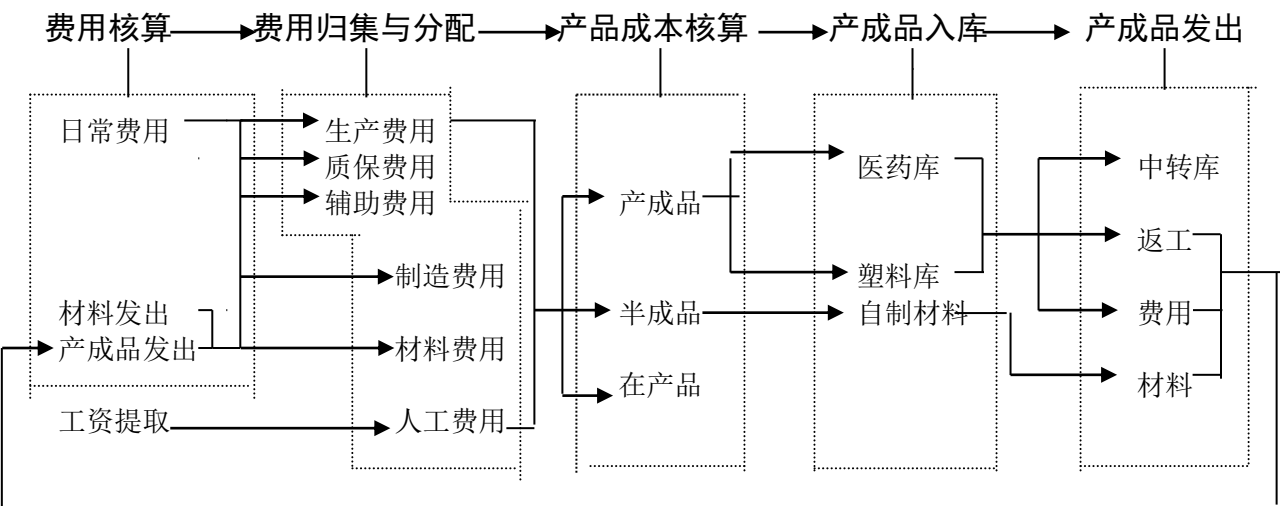 费用核算
费用归集与分配
产品成本核算
产成品入库
产成品发出
日常费用
材料发出
产成品发出
工资提取
生产费用
质保费用
辅助费用
制造费用
材料费用
人工费用
产成品
半成品
在产品
医药库
塑料库
自制材料
中转库
返工
费用
材料